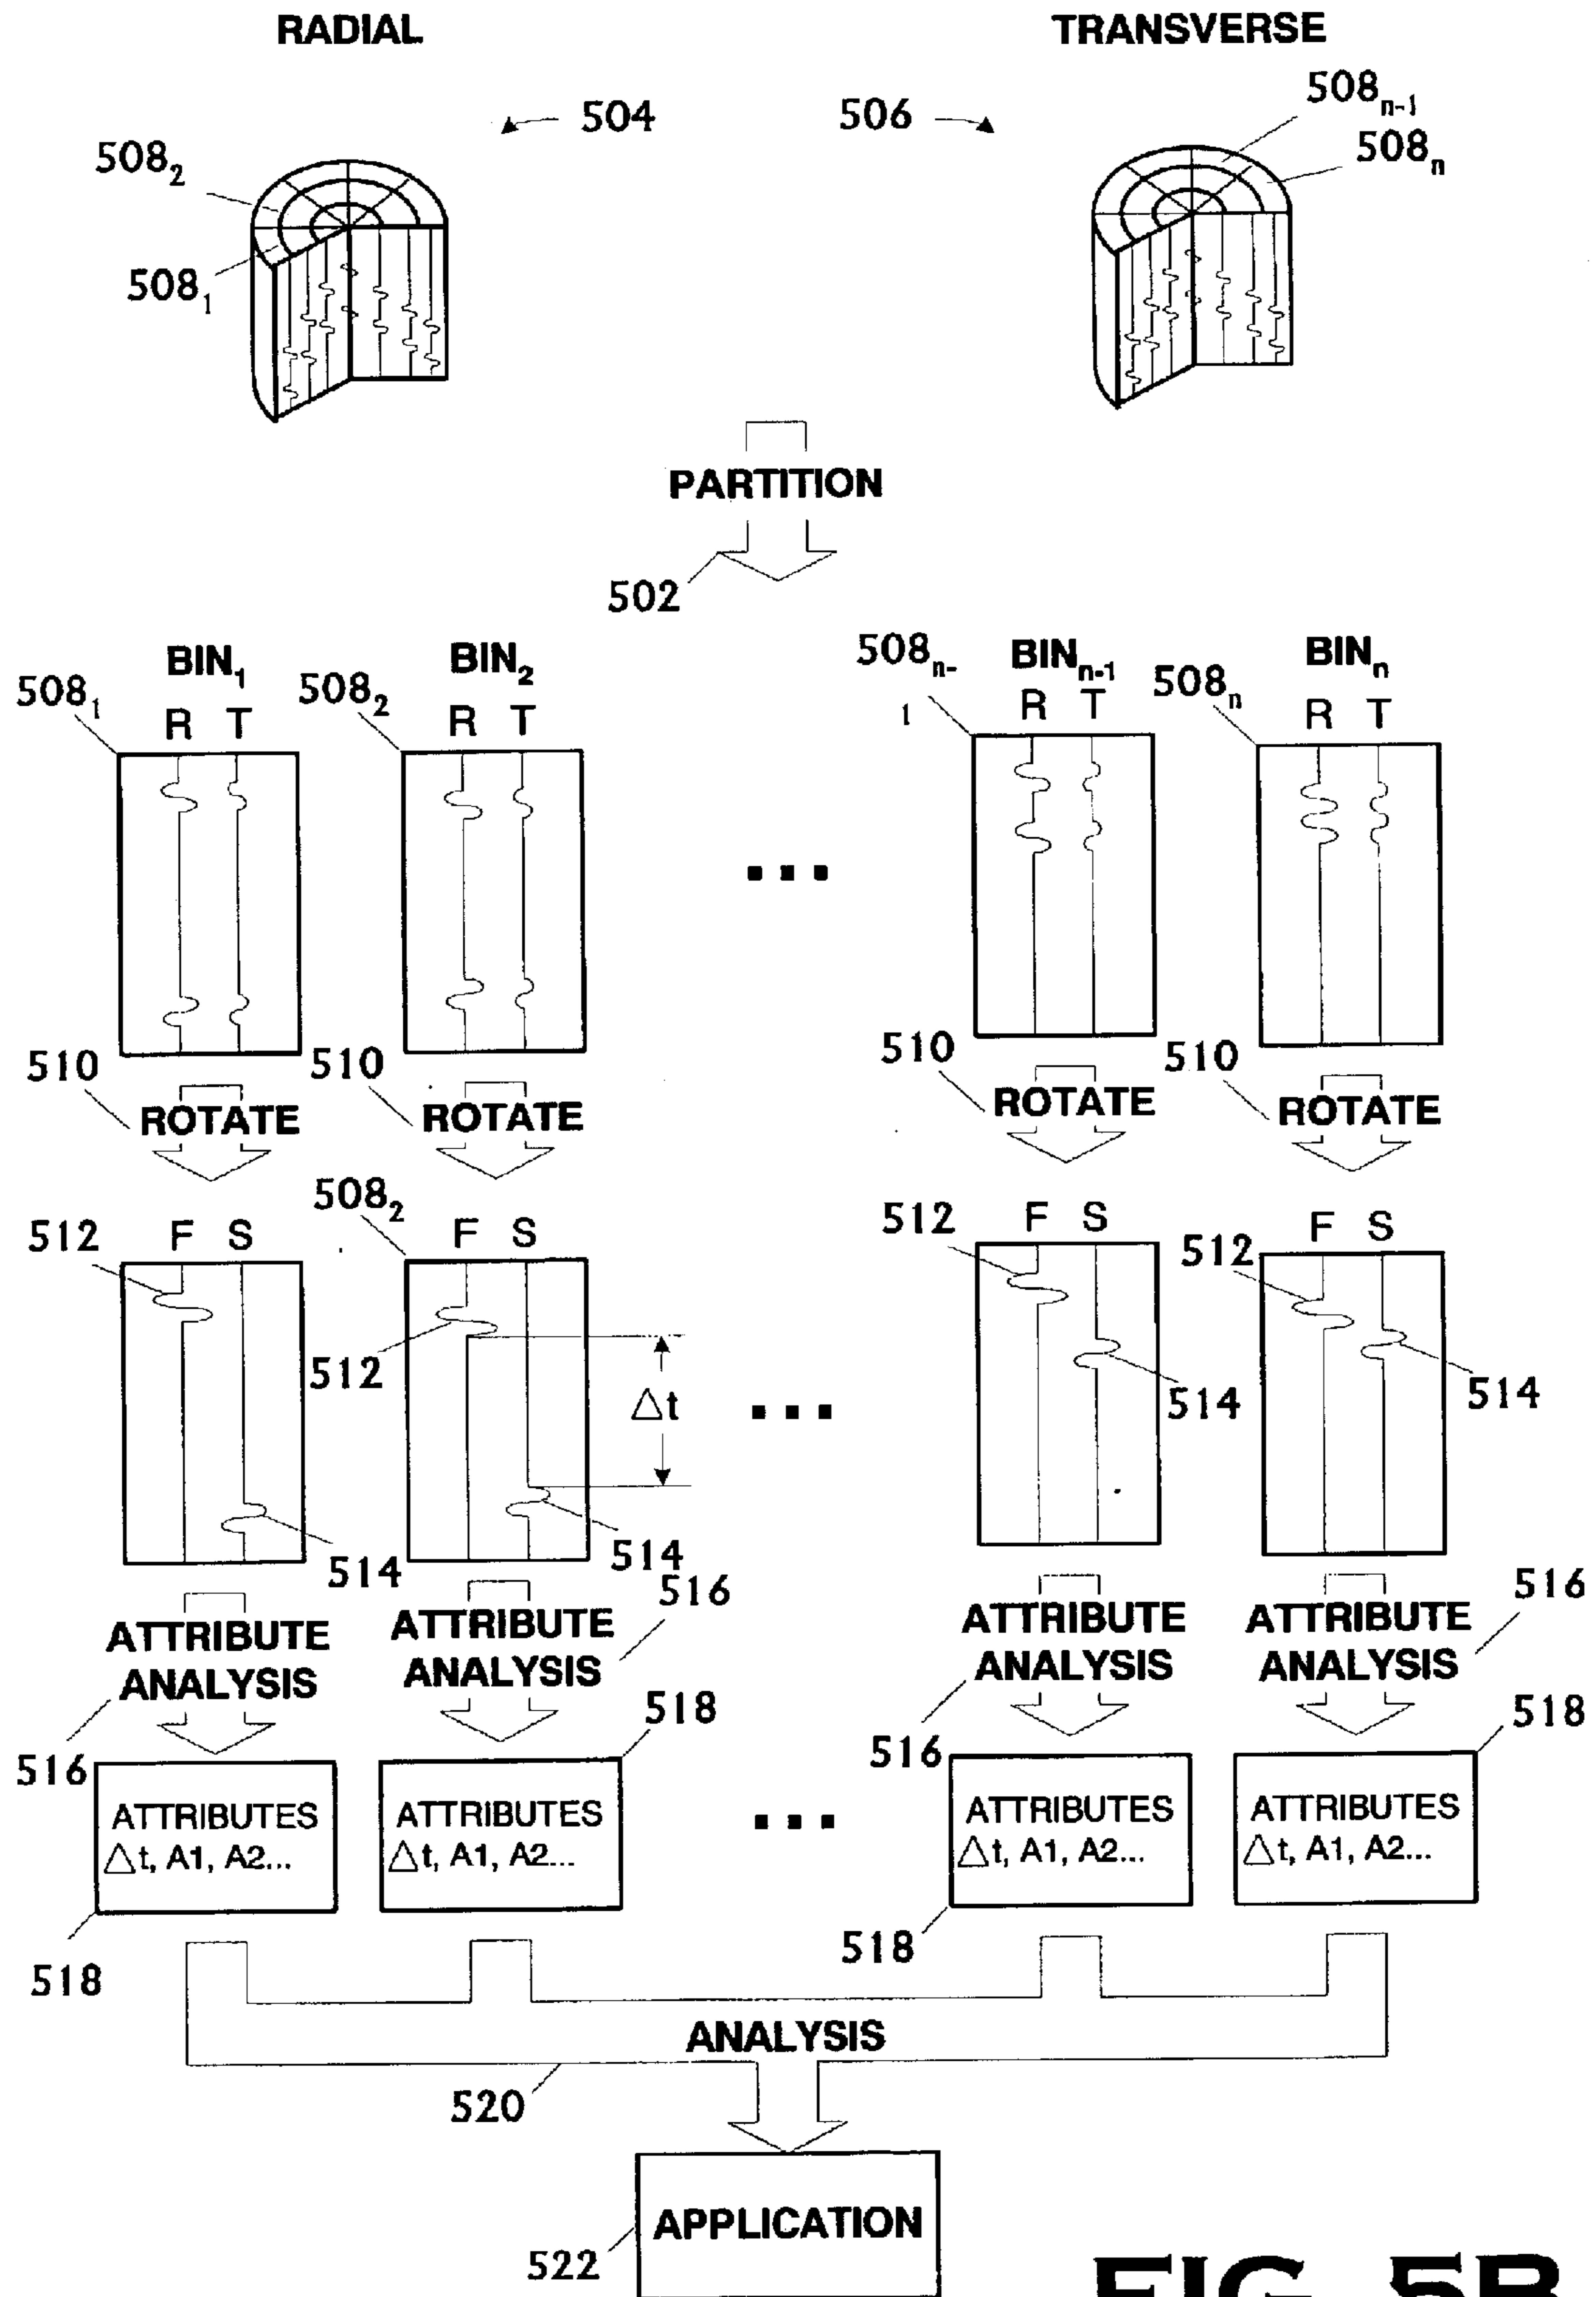 RADIAL TRANSVERSE
504 506 508n-1
508₂ 508n
508₁
PARTITION
502
BIN₁ BIN₂ 508n-1 BINn-1 BINn
508₁ 508₂ 508n
R T R T R T R T
...
510 510 510 510
ROTATE ROTATE ROTATE ROTATE
508₂
512 F S F S 512 F S 512 F S
512
Δt ... 514 514
514 514
516 516
ATTRIBUTE ATTRIBUTE ATTRIBUTE ATTRIBUTE
ANALYSIS ANALYSIS ANALYSIS ANALYSIS
518 518
516 516
ATTRIBUTES ATTRIBUTES ... ATTRIBUTES ATTRIBUTES
Δt, A1, A2... Δt, A1, A2... Δt, A1, A2... Δt, A1, A2...
518 518
ANALYSIS
520
APPLICATION
522
FIG. 5B